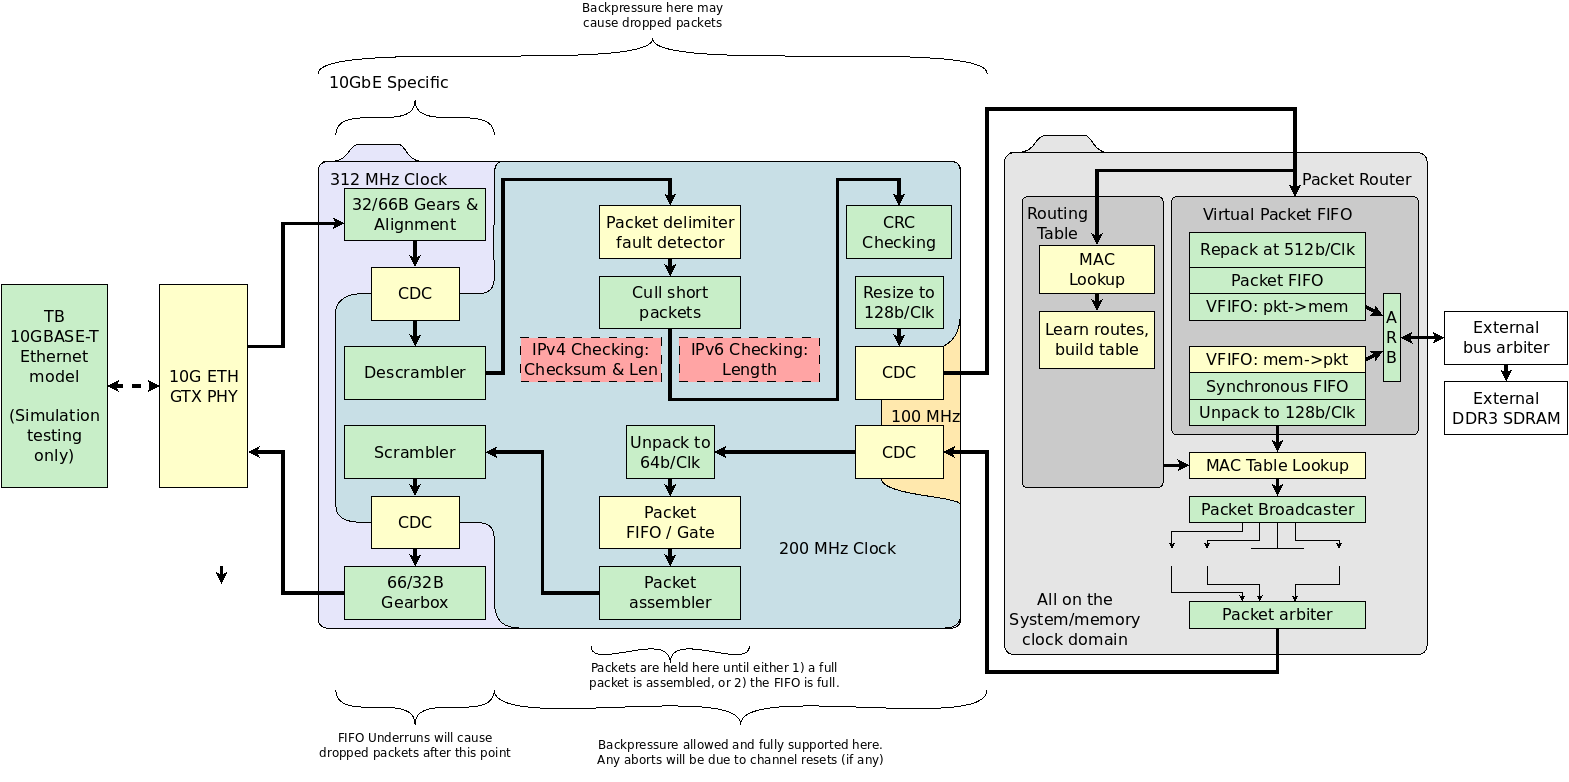 Backpressure here may
cause dropped packets
10GbE Specific
312 MHz Clock
32/66B Gears &
Alignment
CDC
Descrambler
Scrambler
CDC
66/32B
Gearbox
TB
10GBASE-T
Ethernet
model
(Simulation
testing
only)
10G ETH
GTX PHY
Packet delimiter
fault detector
Cull short
packets
IPv4 Checking:
Checksum & Len
IPv6 Checking:
Length
CRC
Checking
Resize to
128b/Clk
CDC
100 MHz
CDC
Unpack to
64b/Clk
Packet
FIFO / Gate
Packet
assembler
200 MHz Clock
Packet Router
Routing
Table
MAC
Lookup
Learn routes,
build table
Virtual Packet FIFO
Repack at 512b/Clk
Packet FIFO
VFIFO: pkt->mem
VFIFO: mem->pkt
Synchronous FIFO
Unpack to 128b/Clk
A
R
B
External
bus arbiter
External
DDR3 SDRAM
MAC Table Lookup
Packet Broadcaster
Packet arbiter
All on the
System/memory
clock domain
Packets are held here until either 1) a full
packet is assembled, or 2) the FIFO is full.
FIFO Underruns will cause
dropped packets after this point
Backpressure allowed and fully supported here.
Any aborts will be due to channel resets (if any)